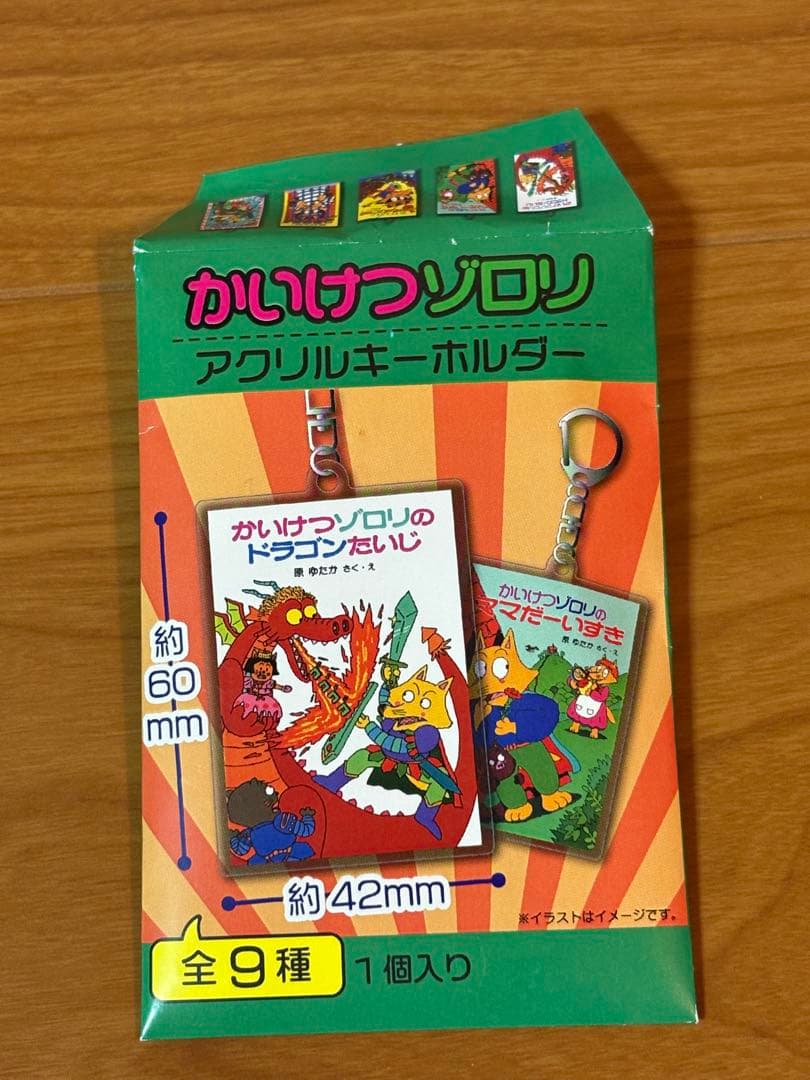 かいけつゾロリ
アクリルキーホルダー
かいけつゾロリの
ドラゴンたいじ
原 ゆたか さく・え
かいけつゾロリの
ママだーいすき
原 ゆたか さく・え
約
60
mm
約42mm
※イラストはイメージです。
全9種
1個入り